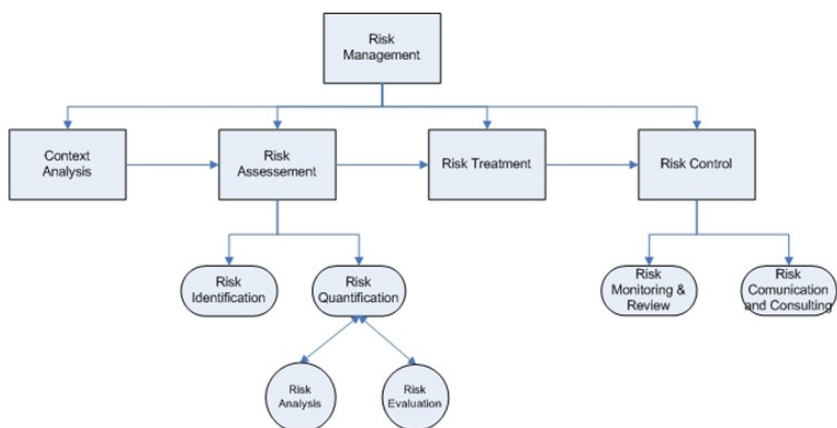 Risk
Management
Context
Analysis
Risk
Assessement
Risk Treatment
Risk Control
Risk
Identification
Risk
Quantification
Risk
Monitoring &
Review
Risk
Comunication
and Consulting
Risk
Analysis
Risk
Evaluation